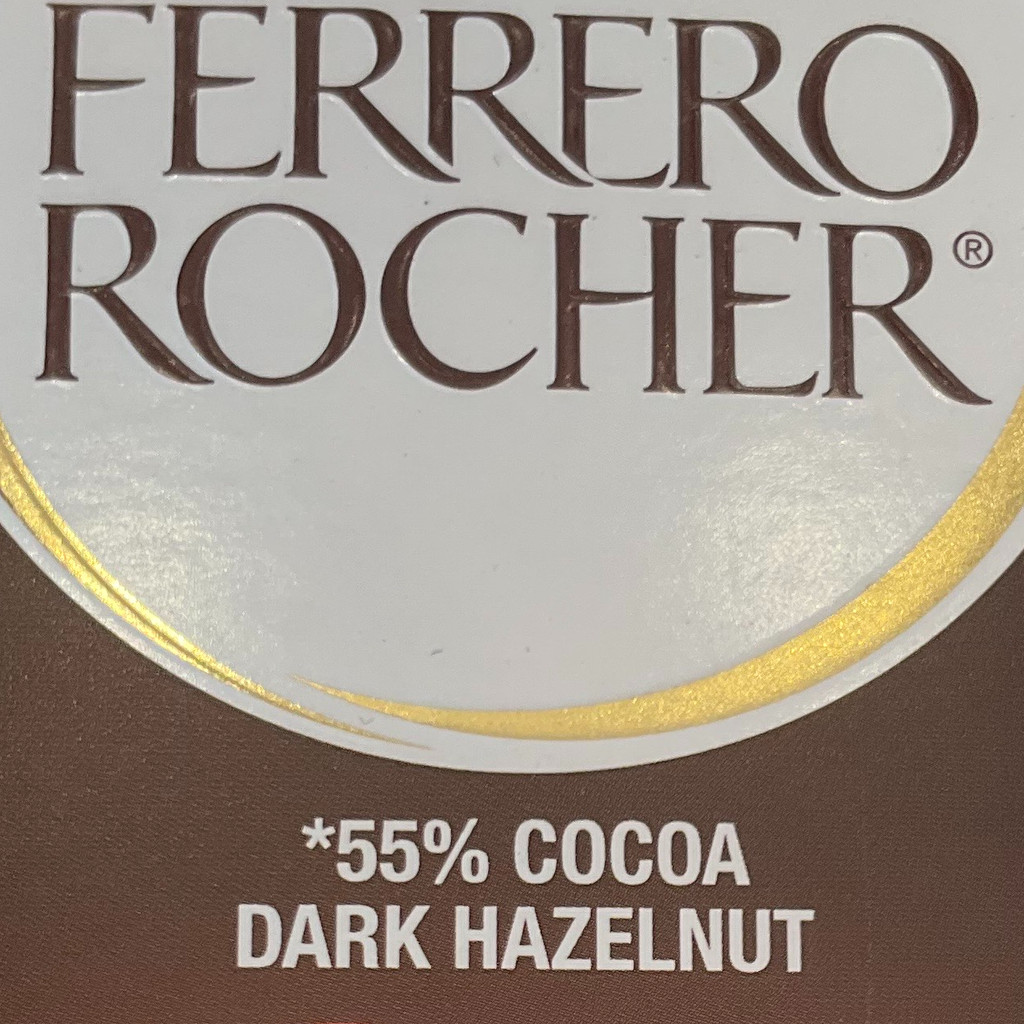 FERRERO
ROCHER®
*55% COCOA
DARK HAZELNUT